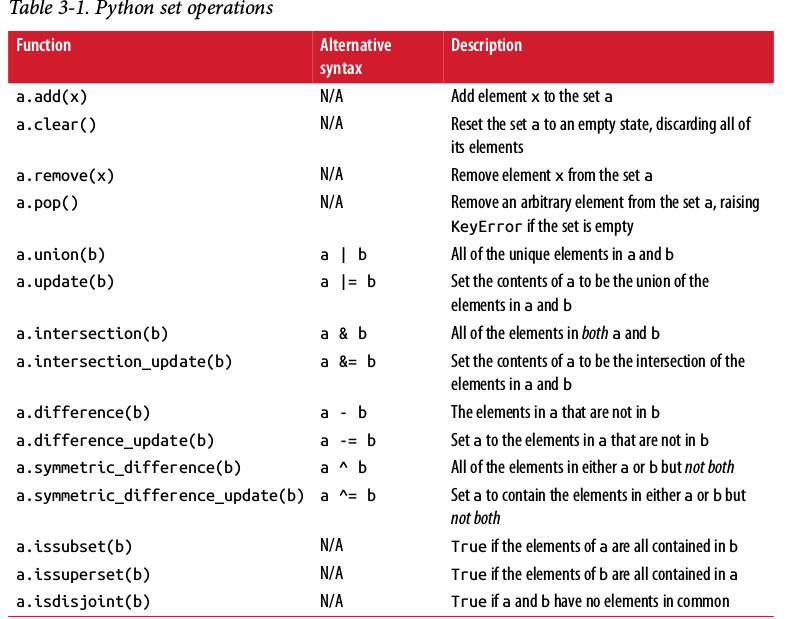 Table 3-1. Python set operations
Function Alternative Description
syntax
a.add(x) N/A Add element x to the set a
a.clear() N/A Reset the set a to an empty state, discarding all of
its elements
a.remove(x) N/A Remove element x from the set a
a.pop() N/A Remove an arbitrary element from the set a, raising
KeyError if the set is empty
a.union(b) a | b All of the unique elements in a and b
a.update(b) a |= b Set the contents of a to be the union of the
elements in a and b
a.intersection(b) a & b All of the elements in both a and b
a.intersection_update(b) a &= b Set the contents of a to be the intersection of the
elements in a and b
a.difference(b) a - b The elements in a that are not in b
a.difference_update(b) a -= b Set a to the elements in a that are not in b
a.symmetric_difference(b) a ^ b All of the elements in either a or b but not both
a.symmetric_difference_update(b) a ^= b Set a to contain the elements in either a or b but
not both
a.issubset(b) N/A True if the elements of a are all contained in b
a.issuperset(b) N/A True if the elements of b are all contained in a
a.isdisjoint(b) N/A True if a and b have no elements in common